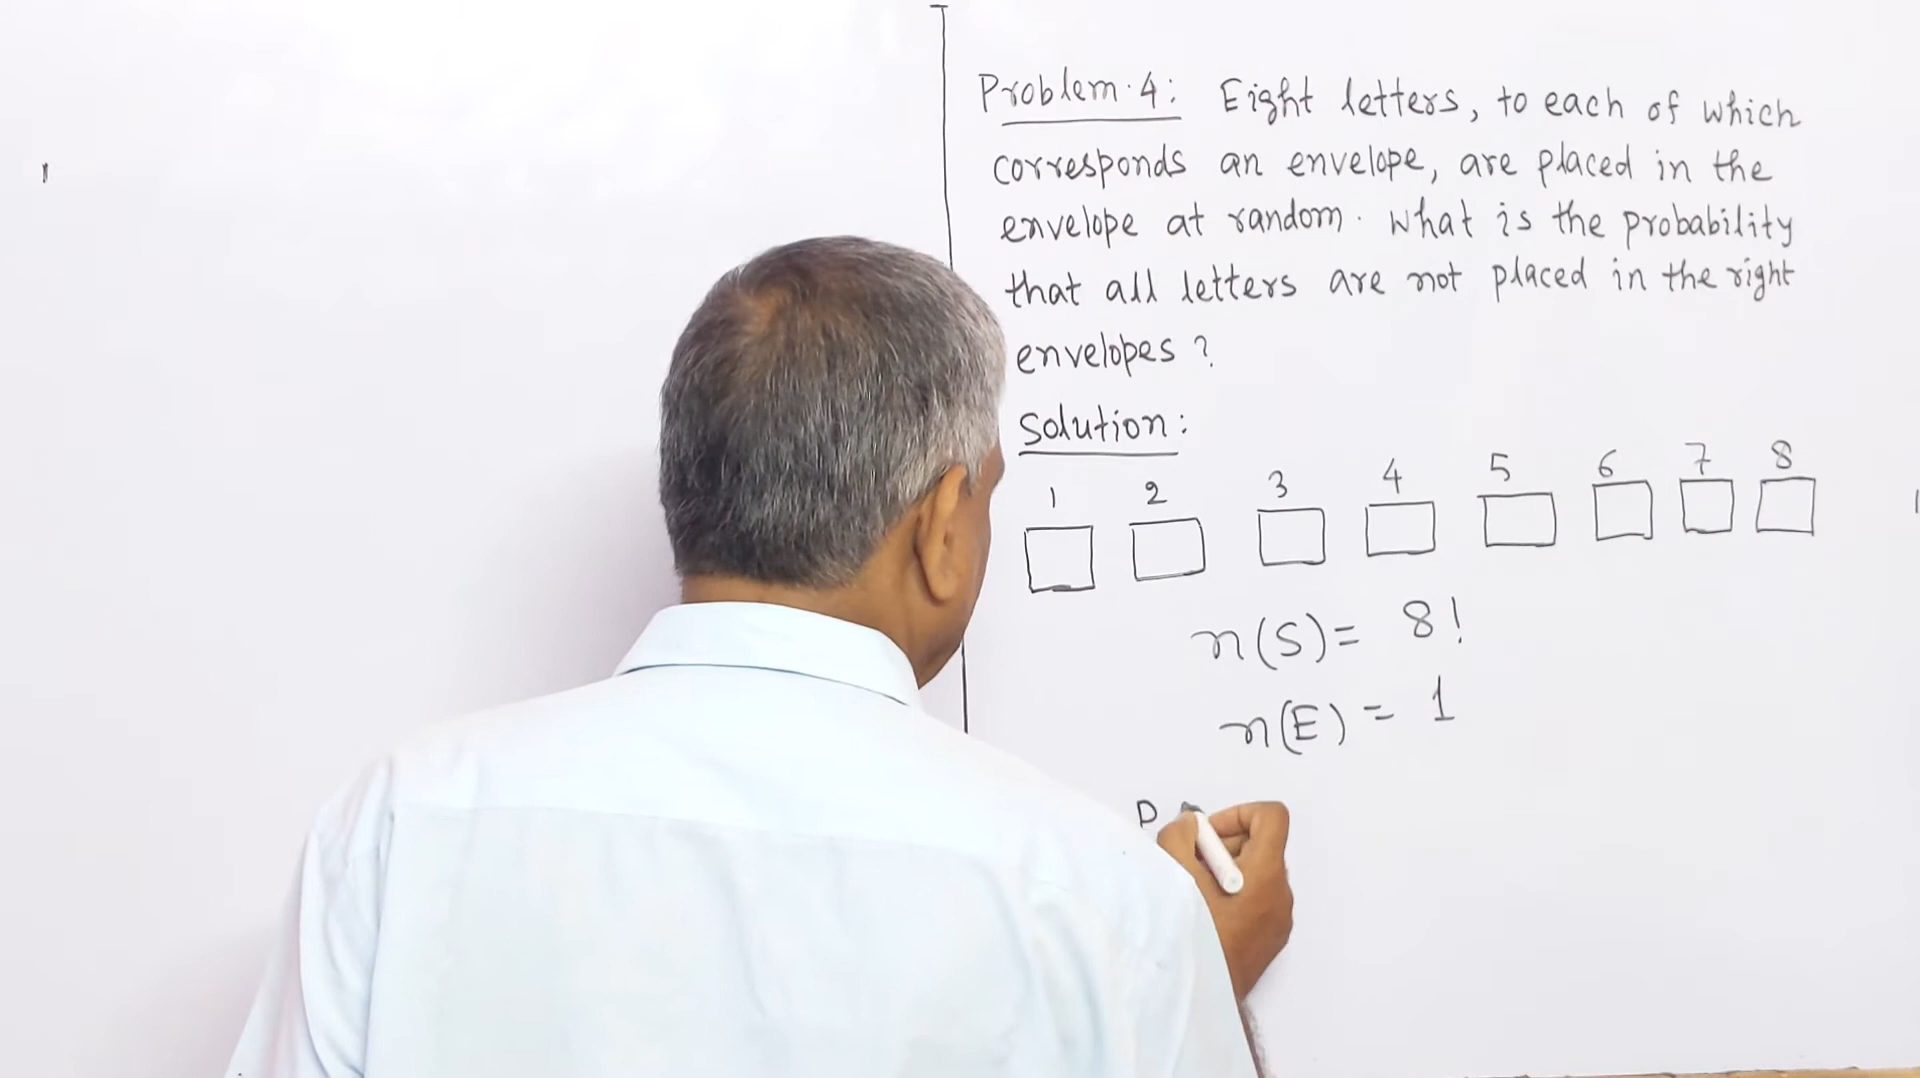 Problem.4: Eight letters, to each of which
corresponds an envelope, are placed in the
envelope at random. What is the probability
that all letters are not placed in the right
envelopes?
Solution:
1 2 3 4 5 6 7 8
n(S) = 8!
n(E) = 1
P